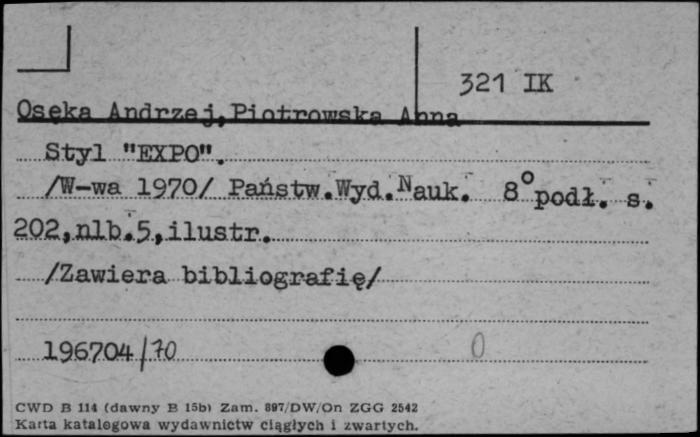 321 IK
Osęka Andrzej, Piotrowska Anna
Styl "EXPO".
/W-wa 1970/ Państw.Wyd.Nauk. 8° podł. s.
202,nlb.5,ilustr.
/Zawiera bibliografię/
196704/70 0
CWD B 114 (dawny B 15b) Zam. 897/DW/On ZGG 2542
Karta katalogowa wydawnictw ciągłych i zwartych.